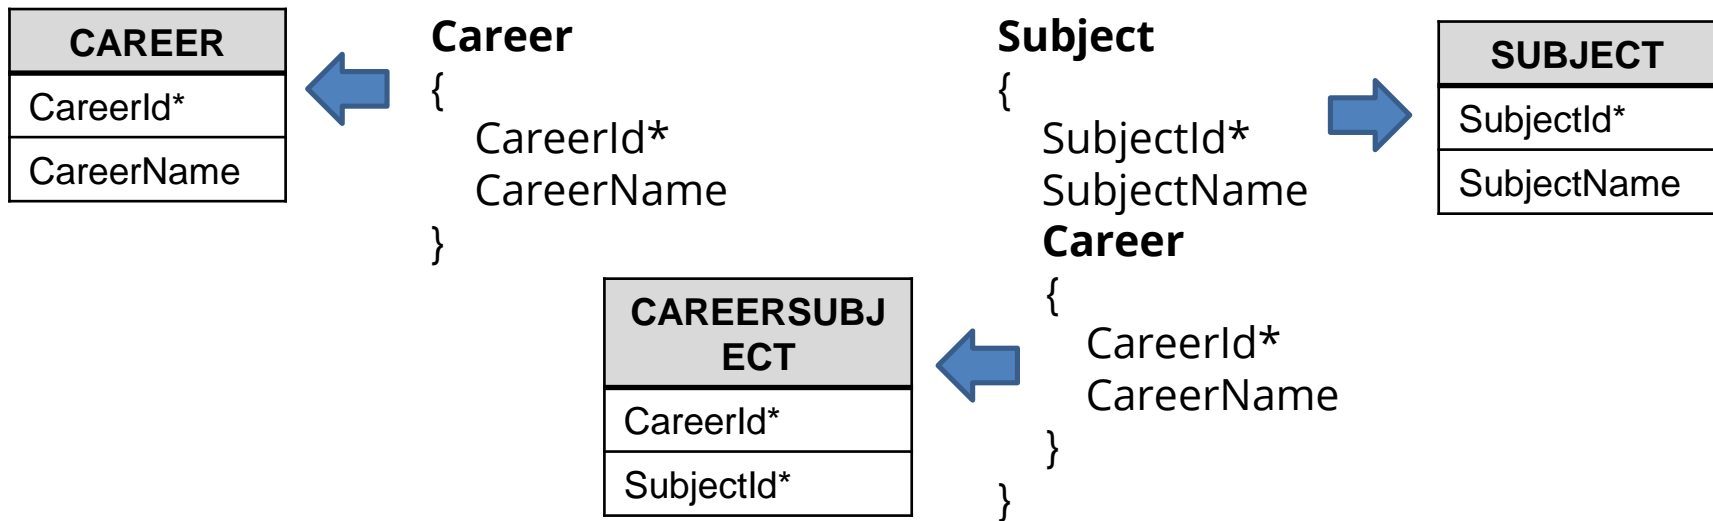 CAREER
CareerId*
CareerName
Career
{
CareerId*
CareerName
}
Subject
{
SubjectId*
SubjectName
Career
{
CareerId*
CareerName
}
}
SUBJECT
SubjectId*
SubjectName
CAREERSUBJ
ECT
CareerId*
SubjectId*